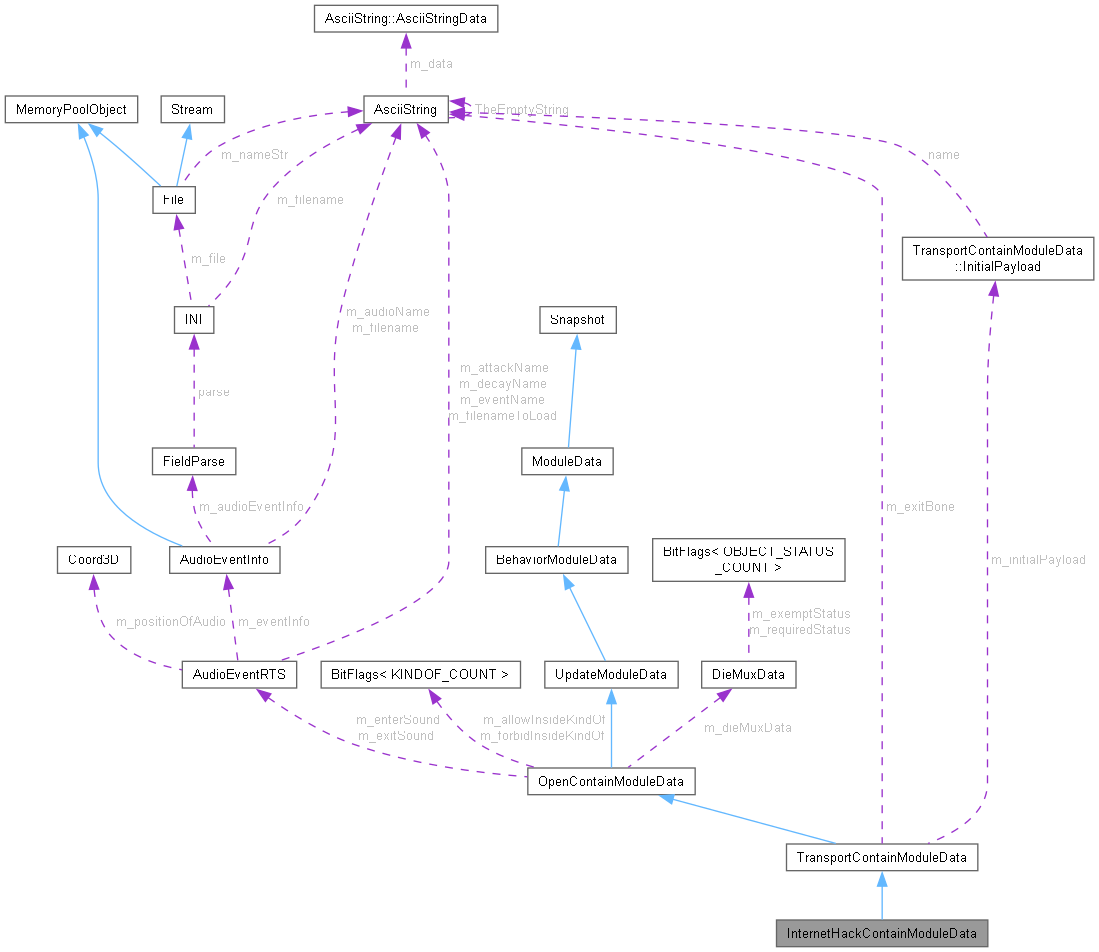 AsciiString::AsciiStringData
m_data
MemoryPoolObject
Stream
AsciiString
TheEmptyString
m_nameStr
name
File
m_filename
TransportContainModuleData
::InitialPayload
m_file
INI
m_audioName
m_filename
Snapshot
m_attackName
m_decayName
m_eventName
m_filenameToLoad
parse
FieldParse
ModuleData
m_audioEventInfo
m_exitBone
Coord3D
AudioEventInfo
BehaviorModuleData
BitFlags< OBJECT_STATUS
_COUNT >
m_initialPayload
m_positionOfAudio
m_eventInfo
m_exemptStatus
m_requiredStatus
AudioEventRTS
BitFlags< KINDOF_COUNT >
UpdateModuleData
DieMuxData
m_enterSound
m_exitSound
m_allowInsideKindOf
m_forbidInsideKindOf
m_dieMuxData
OpenContainModuleData
TransportContainModuleData
InternetHackContainModuleData